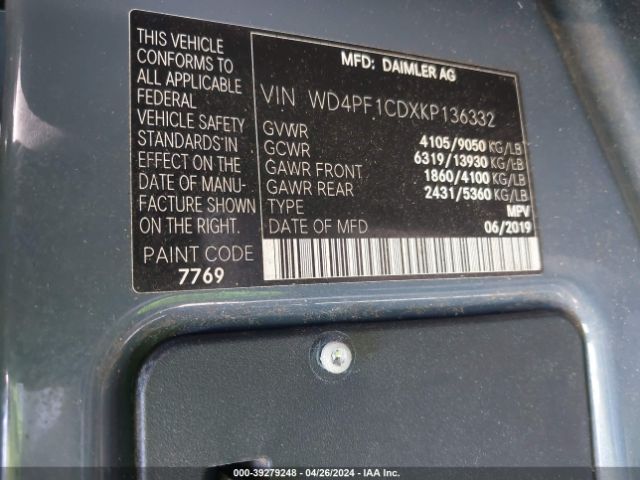 THIS VEHICLE
CONFORMS TO
ALL APPLICABLE
FEDERAL
VEHICLE SAFETY
STANDARDS IN
EFFECT ON THE
DATE OF MANU-
FACTURE SHOWN
ON THE RIGHT.
PAINT CODE
7769
MFD: DAIMLER AG
VIN WD4PF1CDXKP136332
GVWR 4105/9050 KG/LB
GCWR 6319/13930 KG/LB
GAWR FRONT 1860/4100 KG/LB
GAWR REAR 2431/5360 KG/LB
TYPE MPV
DATE OF MFD 06/2019
000-39279248 - 04/26/2024 - IAA Inc.